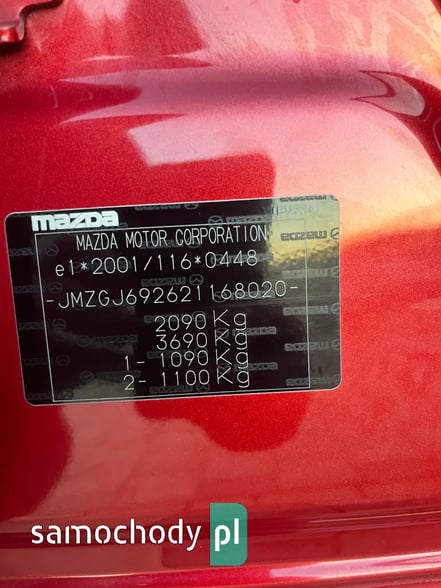 mazda
MAZDA MOTOR CORPORATION
e1*2001/116*0448
-JMZGJ692621168020-
2090 Kg
3690 Kg
1- 1090 Kg
2- 1100 Kg
samochody pl